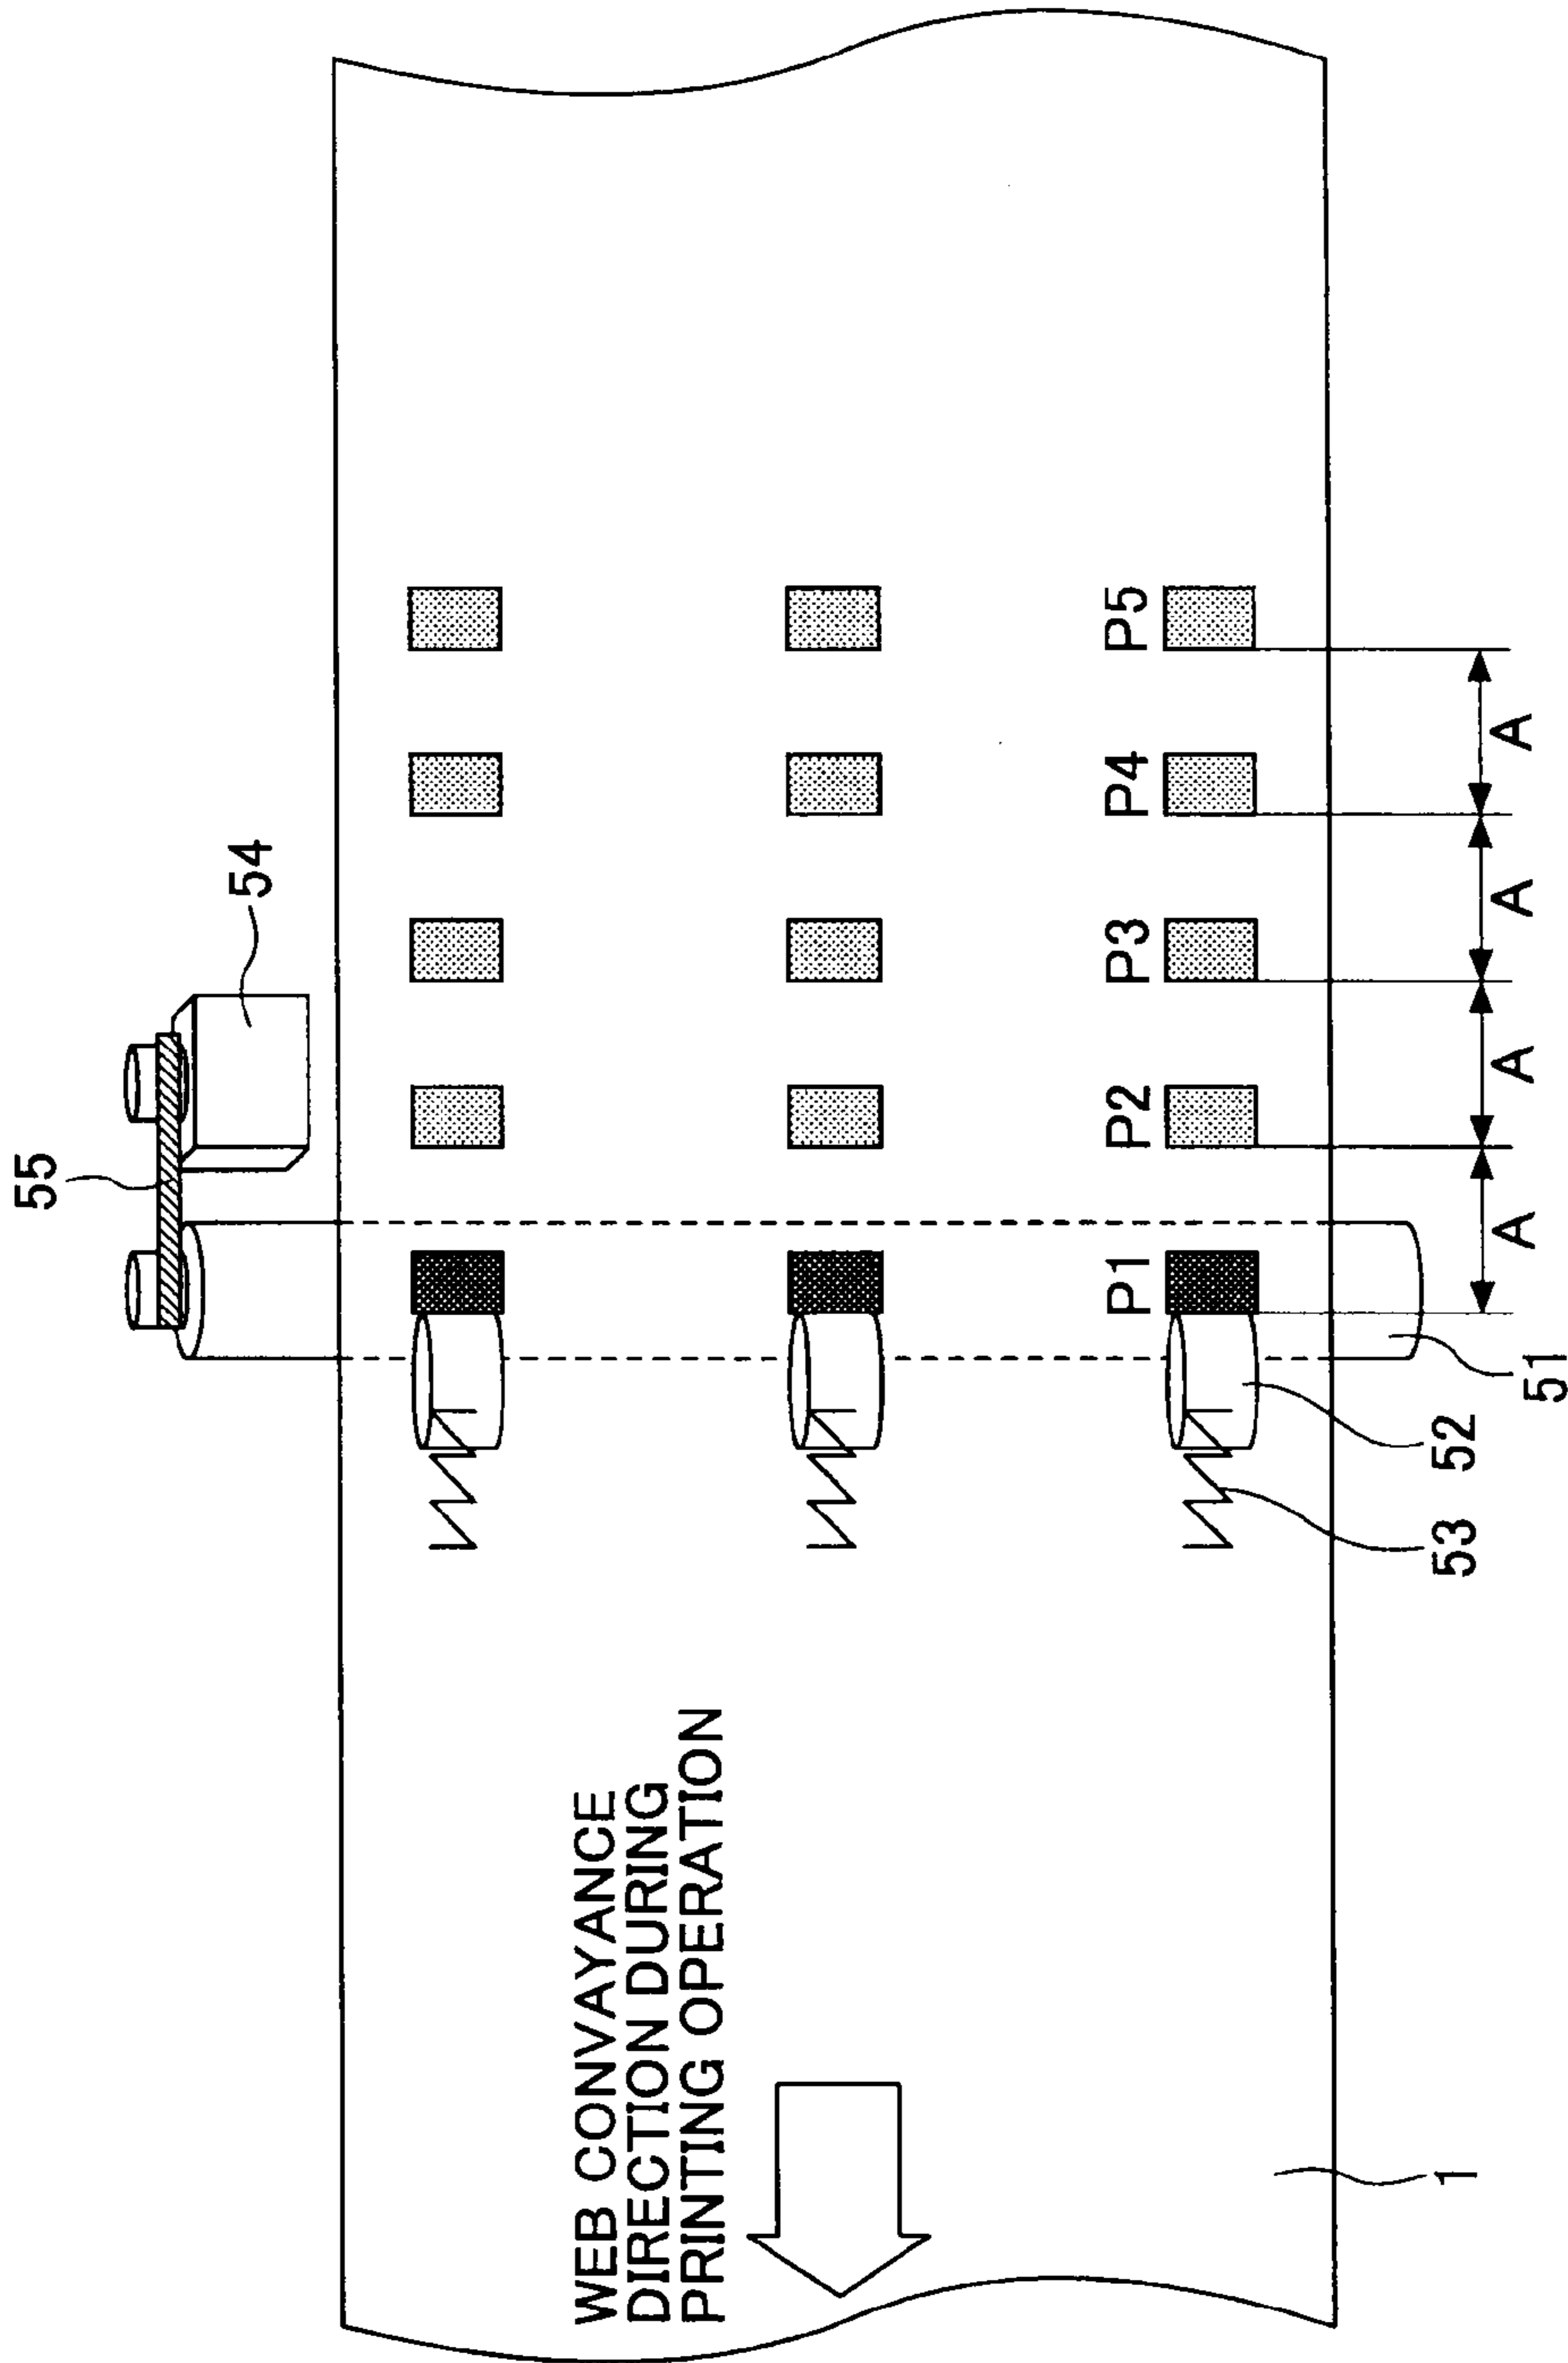 55
54
P1
P2
P3
P4
P5
WEB CONVAYANCE
DIRECTION DURING
PRINTING OPERATION
A
A
A
A
1
53
52
51